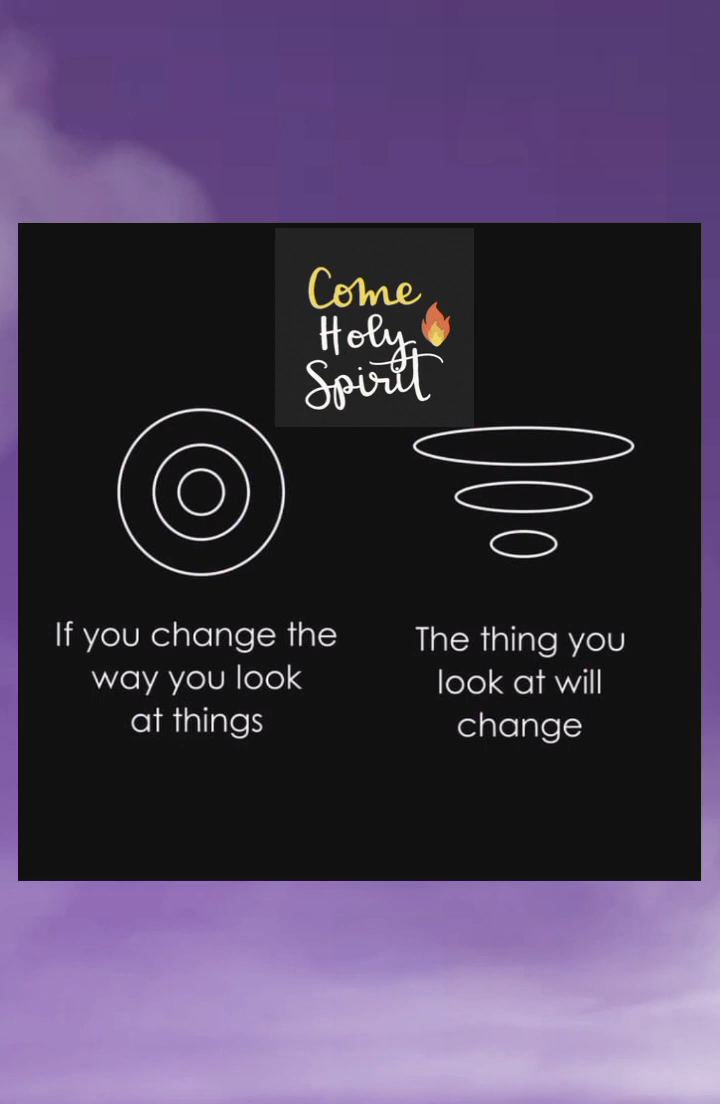 Come
Holy
Spirit
If you change the
way you look
at things
The thing you
look at will
change